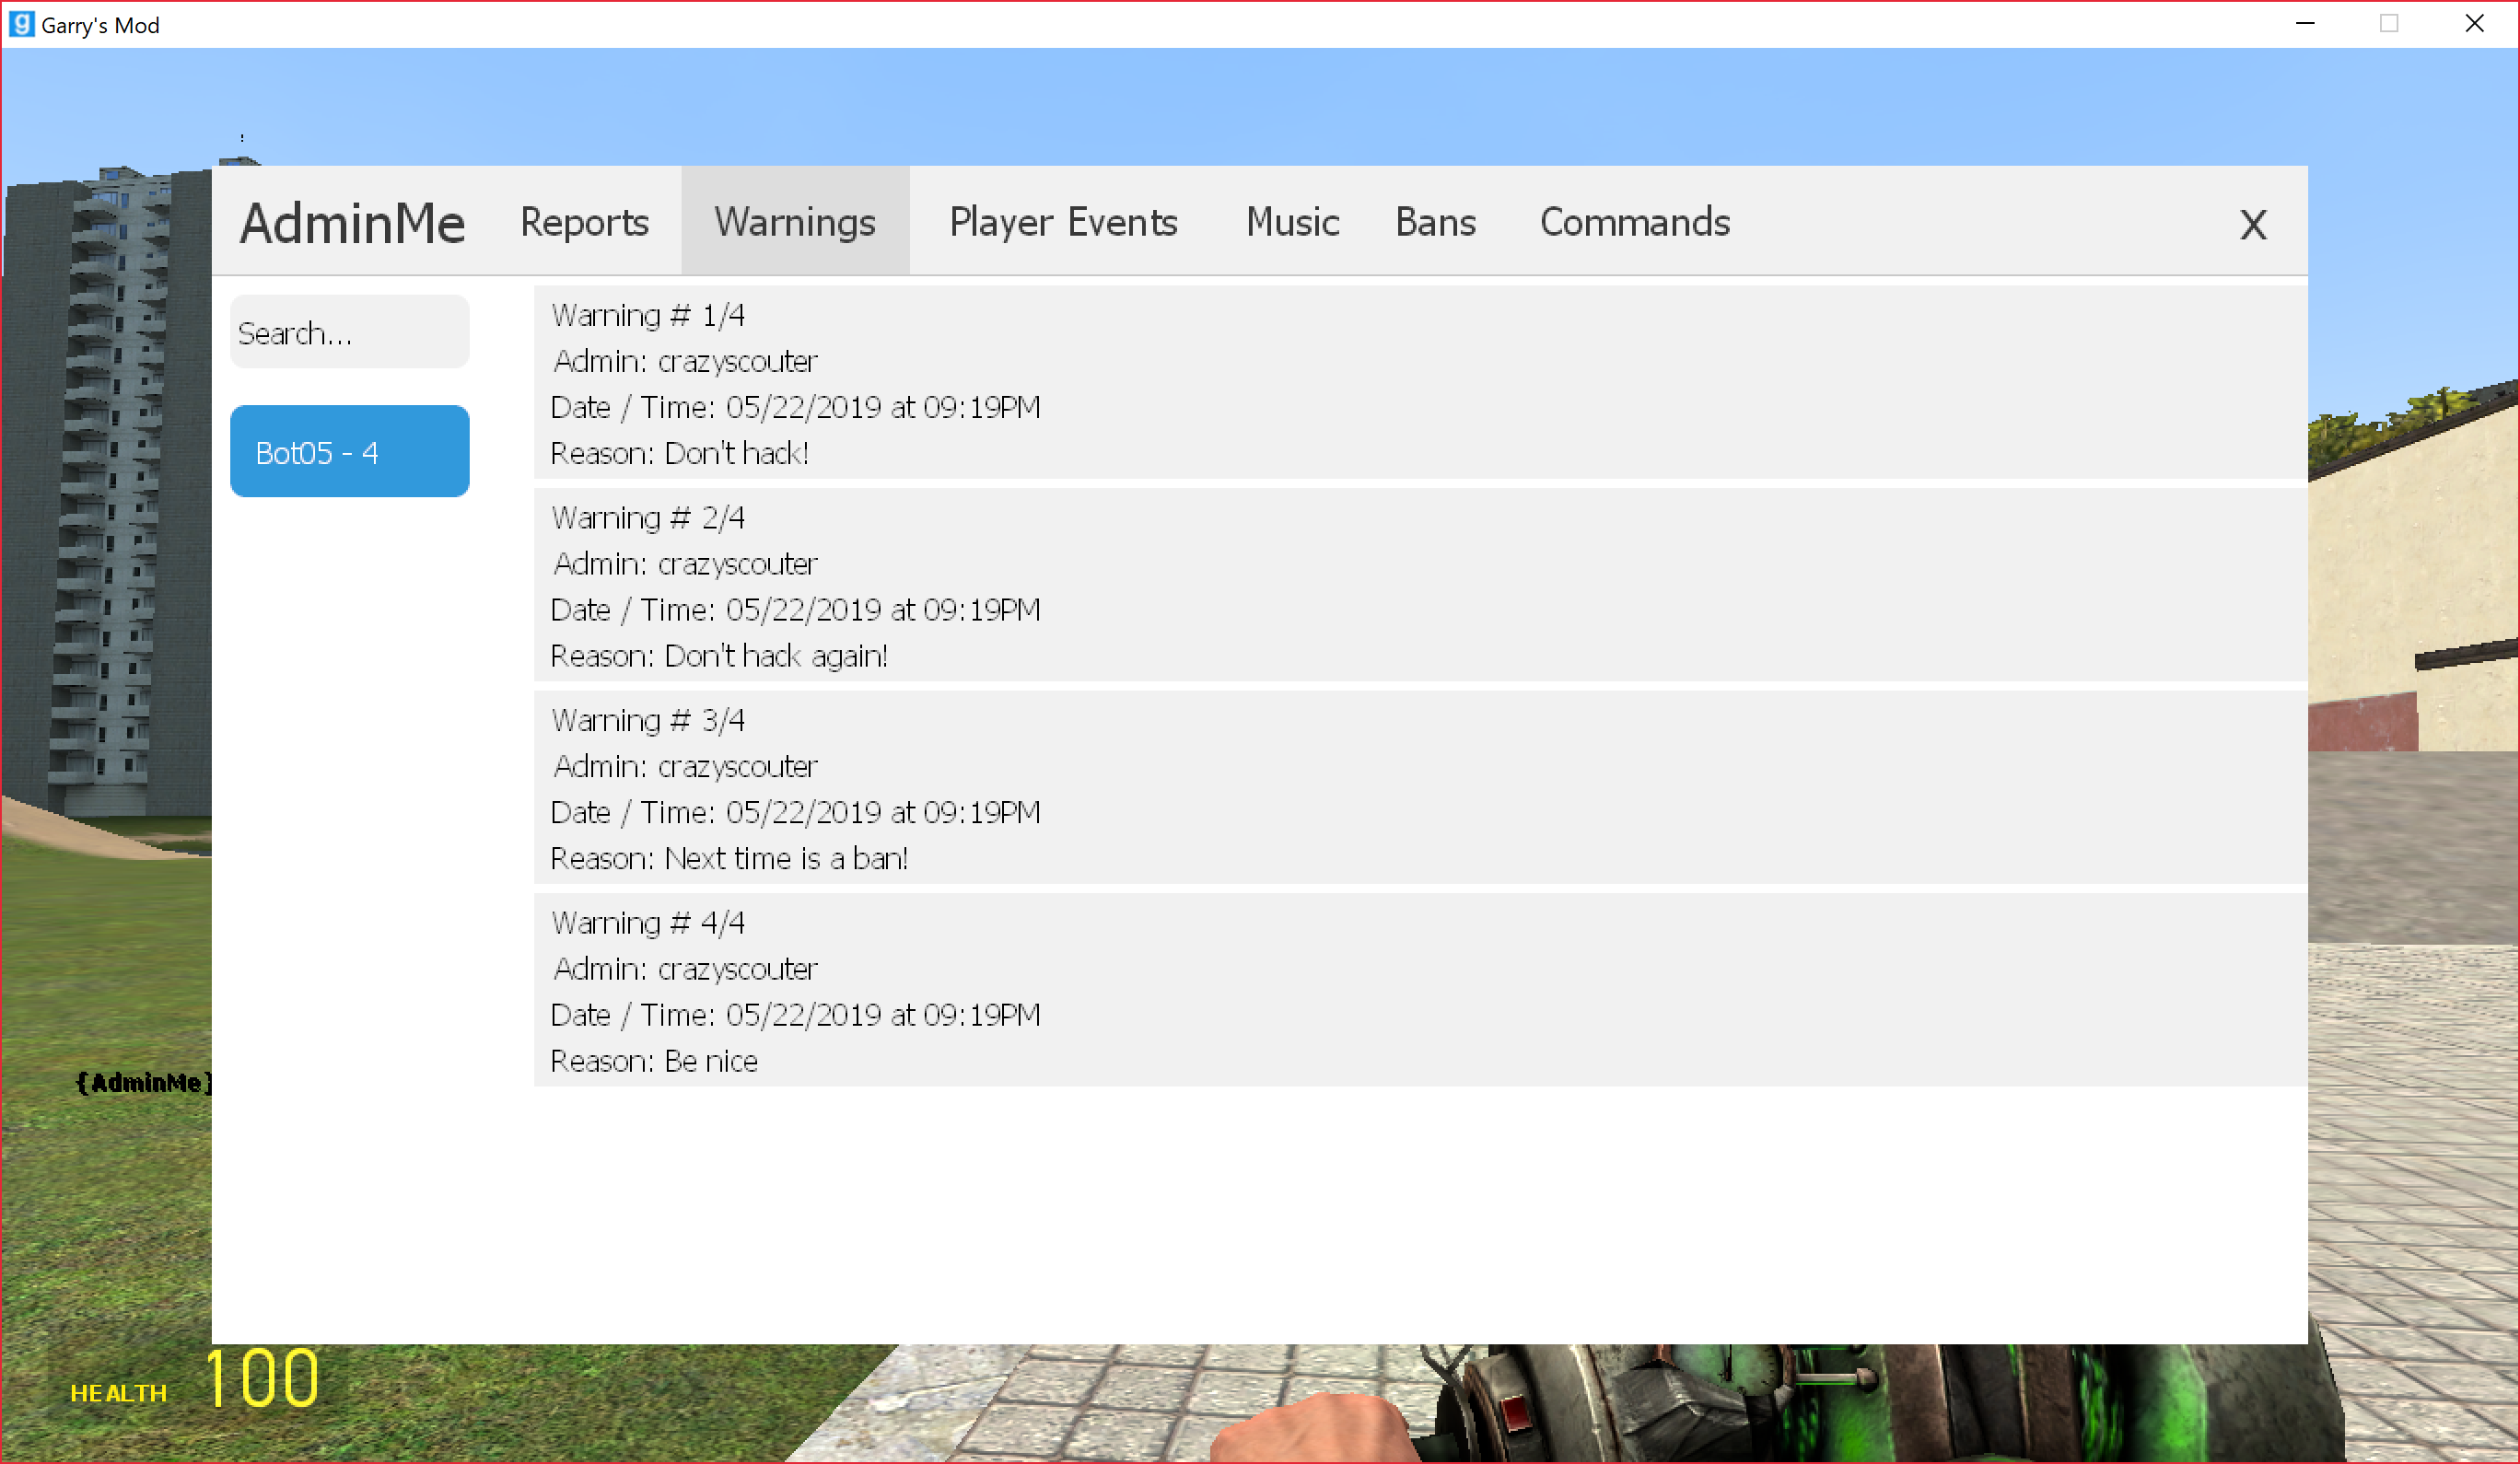 Garry's Mod
AdminMe Reports Warnings Player Events Music Bans Commands X
Search...
Bot05 - 4
Warning # 1/4
Admin: crazyscouter
Date / Time: 05/22/2019 at 09:19PM
Reason: Don't hack!
Warning # 2/4
Admin: crazyscouter
Date / Time: 05/22/2019 at 09:19PM
Reason: Don't hack again!
Warning # 3/4
Admin: crazyscouter
Date / Time: 05/22/2019 at 09:19PM
Reason: Next time is a ban!
Warning # 4/4
Admin: crazyscouter
Date / Time: 05/22/2019 at 09:19PM
Reason: Be nice
{AdminMe}
HEALTH 100